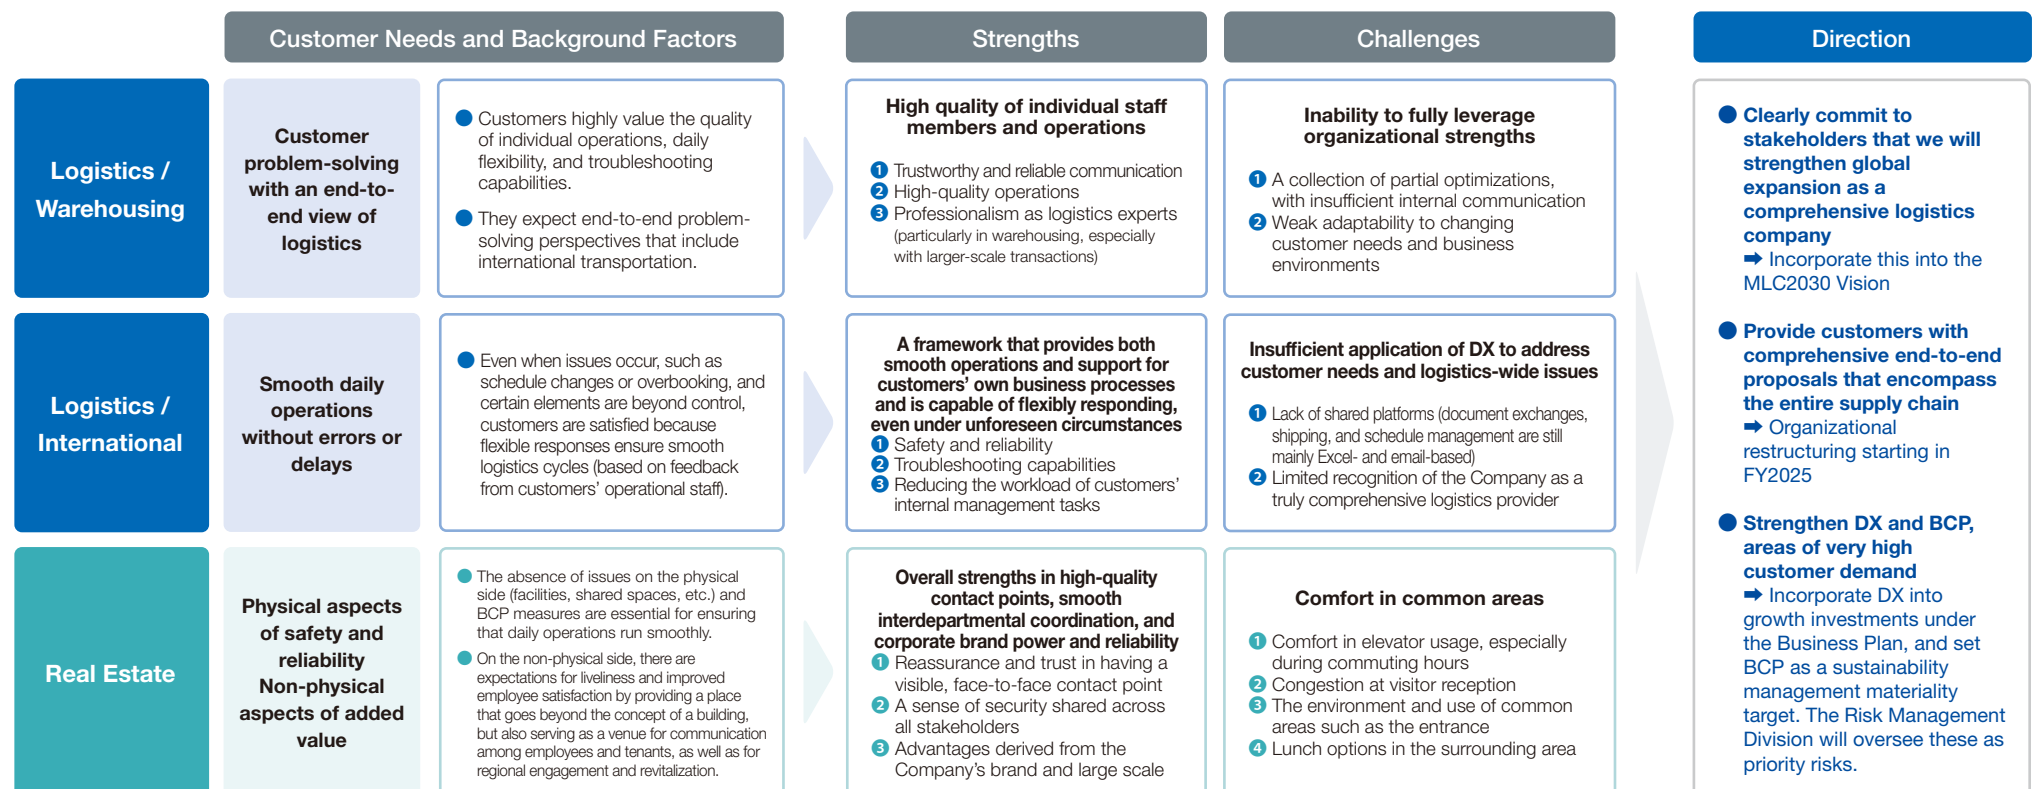 Customer Needs and Background Factors
Strengths
Challenges
Direction
Logistics /
Warehousing
Customer
problem-solving
with an end-to-
end view of
logistics
● Customers highly value the quality
of individual operations, daily
flexibility, and troubleshooting
capabilities.
● They expect end-to-end problem-
solving perspectives that include
international transportation.
High quality of individual staff
members and operations
❶ Trustworthy and reliable communication
❷ High-quality operations
❸ Professionalism as logistics experts
(particularly in warehousing, especially
with larger-scale transactions)
Inability to fully leverage
organizational strengths
❶ A collection of partial optimizations,
with insufficient internal communication
❷ Weak adaptability to changing
customer needs and business
environments
Logistics /
International
Smooth daily
operations
without errors or
delays
● Even when issues occur, such as
schedule changes or overbooking, and
certain elements are beyond control,
customers are satisfied because
flexible responses ensure smooth
logistics cycles (based on feedback
from customers' operational staff).
A framework that provides both
smooth operations and support for
customers' own business processes
and is capable of flexibly responding,
even under unforeseen circumstances
❶ Safety and reliability
❷ Troubleshooting capabilities
❸ Reducing the workload of customers'
internal management tasks
Insufficient application of DX to address
customer needs and logistics-wide issues
❶ Lack of shared platforms (document exchanges,
shipping, and schedule management are still
mainly Excel- and email-based)
❷ Limited recognition of the Company as a
truly comprehensive logistics provider
Real Estate
Physical aspects
of safety and
reliability
Non-physical
aspects of added
value
● The absence of issues on the physical
side (facilities, shared spaces, etc.) and
BCP measures are essential for ensuring
that daily operations run smoothly.
● On the non-physical side, there are
expectations for liveliness and improved
employee satisfaction by providing a place
that goes beyond the concept of a building,
but also serving as a venue for communication
among employees and tenants, as well as for
regional engagement and revitalization.
Overall strengths in high-quality
contact points, smooth
interdepartmental coordination, and
corporate brand power and reliability
❶ Reassurance and trust in having a
visible, face-to-face contact point
❷ A sense of security shared across
all stakeholders
❸ Advantages derived from the
Company's brand and large scale
Comfort in common areas
❶ Comfort in elevator usage, especially
during commuting hours
❷ Congestion at visitor reception
❸ The environment and use of common
areas such as the entrance
❹ Lunch options in the surrounding area
● Clearly commit to
stakeholders that we will
strengthen global
expansion as a
comprehensive logistics
company
➡ Incorporate this into the
MLC2030 Vision
● Provide customers with
comprehensive end-to-end
proposals that encompass
the entire supply chain
➡ Organizational
restructuring starting in
FY2025
● Strengthen DX and BCP,
areas of very high
customer demand
➡ Incorporate DX into
growth investments under
the Business Plan, and set
BCP as a sustainability
management materiality
target. The Risk Management
Division will oversee these as
priority risks.